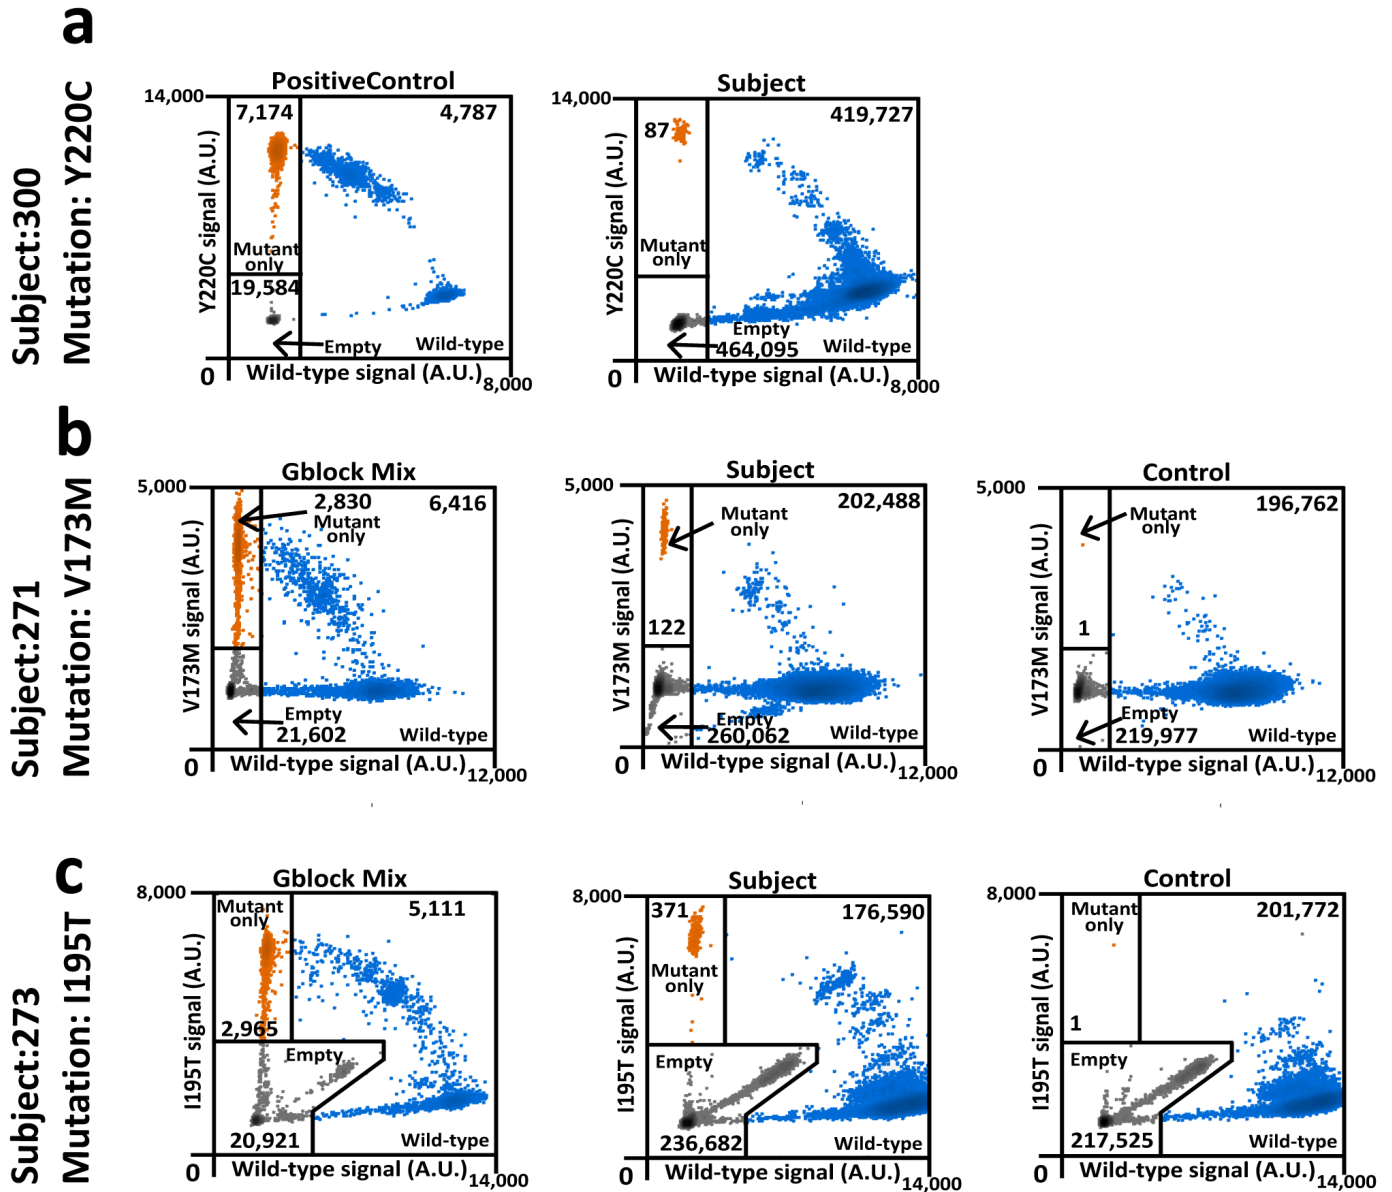 a
Subject:300
Mutation: Y220C
PositiveControl
14,000
7,174
4,787
Y220C signal (A.U.)
Mutant
only
19,584
Empty
Wild-type
0
Wild-type signal (A.U.)
8,000
Subject
14,000
87
419,727
Y220C signal (A.U.)
Mutant
only
Empty
464,095
Wild-type
0
Wild-type signal (A.U.)
8,000
b
Subject:271
Mutation: V173M
Gblock Mix
5,000
2,830
6,416
Mutant
only
V173M signal (A.U.)
Empty
21,602
Wild-type
0
Wild-type signal (A.U.)
12,000
Subject
5,000
202,488
Mutant
only
V173M signal (A.U.)
122
Empty
260,062
Wild-type
0
Wild-type signal (A.U.)
12,000
Control
5,000
196,762
Mutant
only
V173M signal (A.U.)
1
Empty
219,977
Wild-type
0
Wild-type signal (A.U.)
12,000
c
Subject:273
Mutation: I195T
Gblock Mix
8,000
Mutant
only
5,111
I195T signal (A.U.)
2,965
Empty
20,921
Wild-type
0
Wild-type signal (A.U.)
14,000
Subject
8,000
371
176,590
Mutant
only
I195T signal (A.U.)
Empty
236,682
Wild-type
0
Wild-type signal (A.U.)
14,000
Control
8,000
Mutant
only
201,772
I195T signal (A.U.)
1
Empty
217,525
Wild-type
0
Wild-type signal (A.U.)
14,000